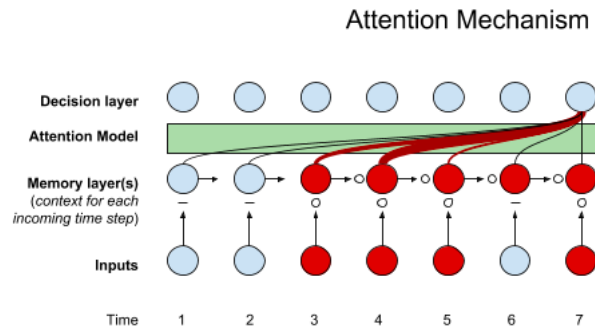 Attention Mechanism
Decision layer
Attention Model
Memory layer(s)
(context for each
incoming time step)
Inputs
Time 1 2 3 4 5 6 7